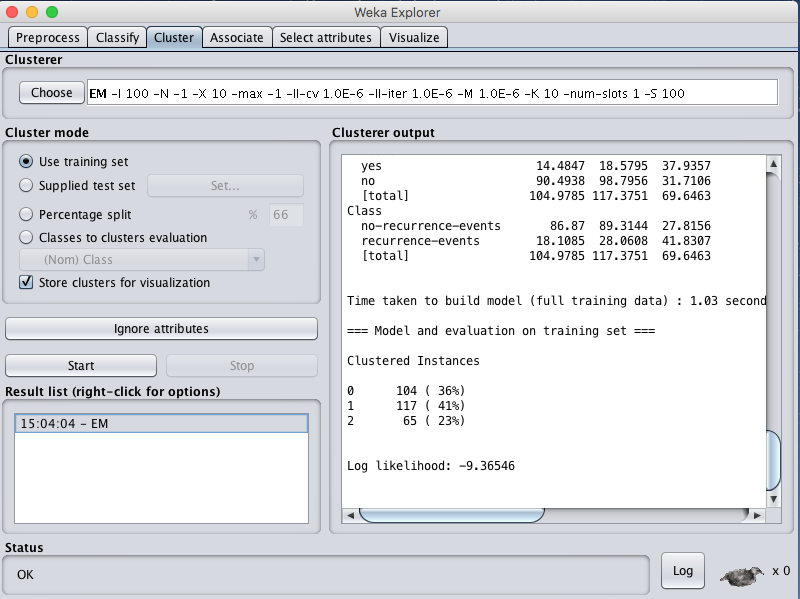 Weka Explorer
Preprocess Classify Cluster Associate Select attributes Visualize
Clusterer
Choose EM -I 100 -N -1 -X 10 -max -1 -ll-cv 1.0E-6 -ll-iter 1.0E-6 -M 1.0E-6 -K 10 -num-slots 1 -S 100
Cluster mode
Use training set
Supplied test set Set...
Percentage split % 66
Classes to clusters evaluation
(Nom) Class
Store clusters for visualization
Ignore attributes
Start Stop
Result list (right-click for options)
15:04:04 - EM
Clusterer output
yes 14.4847 18.5795 37.9357
no 90.4938 98.7956 31.7106
[total] 104.9785 117.3751 69.6463
Class
no-recurrence-events 86.87 89.3144 27.8156
recurrence-events 18.1085 28.0608 41.8307
[total] 104.9785 117.3751 69.6463
Time taken to build model (full training data) : 1.03 second
=== Model and evaluation on training set ===
Clustered Instances
0 104 ( 36%)
1 117 ( 41%)
2 65 ( 23%)
Log likelihood: -9.36546
Status
OK
Log x 0